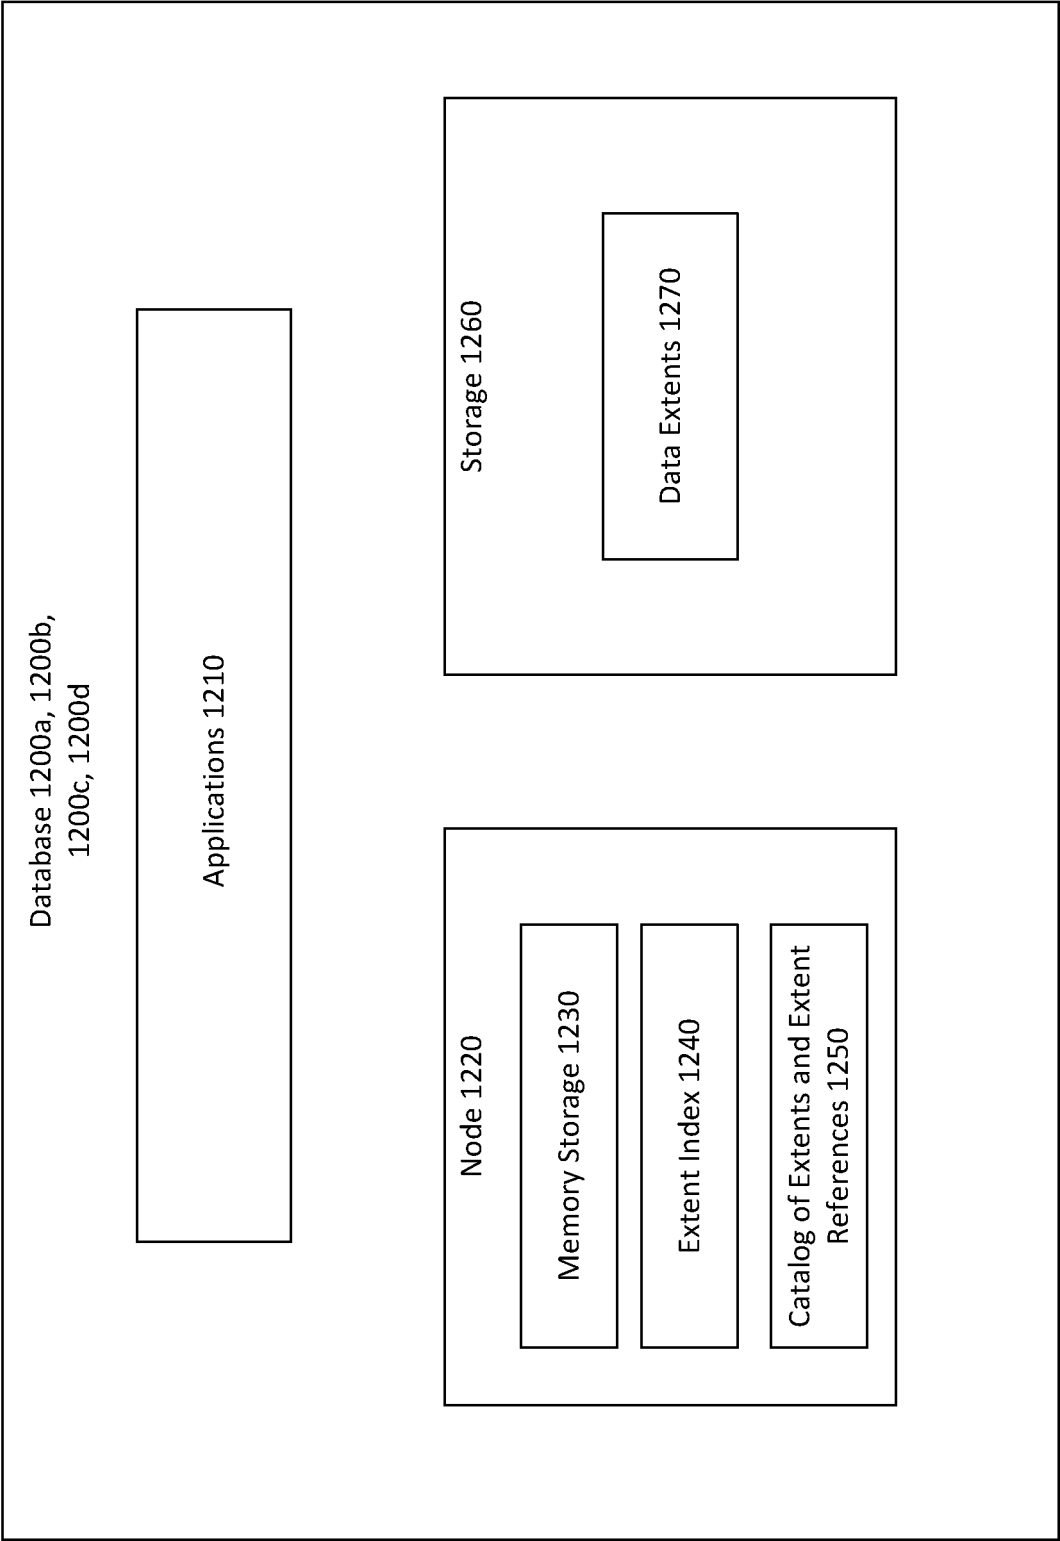 Database 1200a, 1200b,
1200c, 1200d
Applications 1210
Node 1220
Memory Storage 1230
Extent Index 1240
Catalog of Extents and Extent
References 1250
Storage 1260
Data Extents 1270